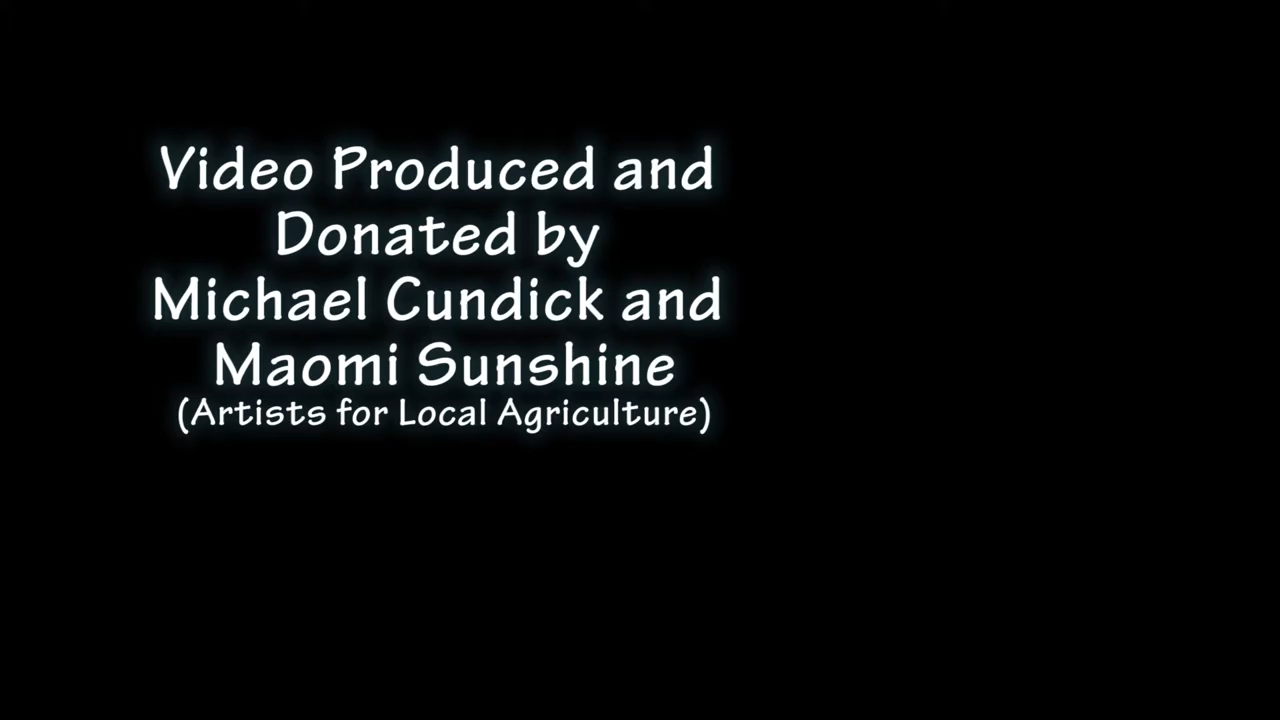 Video Produced and
Donated by
Michael Cundick and
Maomi Sunshine
(Artists for Local Agriculture)